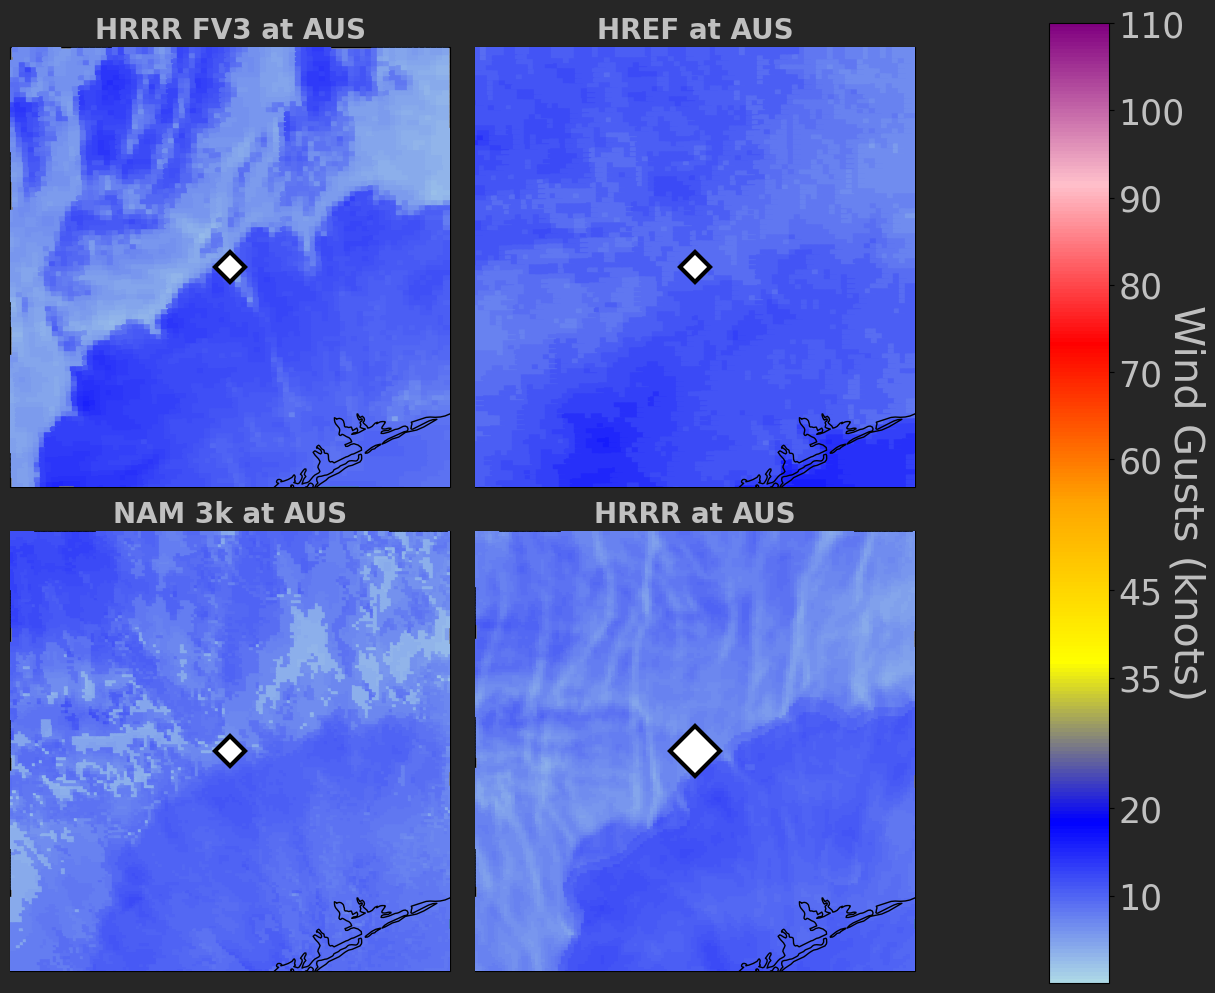 HRRR FV3 at AUS
HREF at AUS
NAM 3k at AUS
HRRR at AUS
110
100
90
80
70
60
45
35
20
10
Wind Gusts (knots)